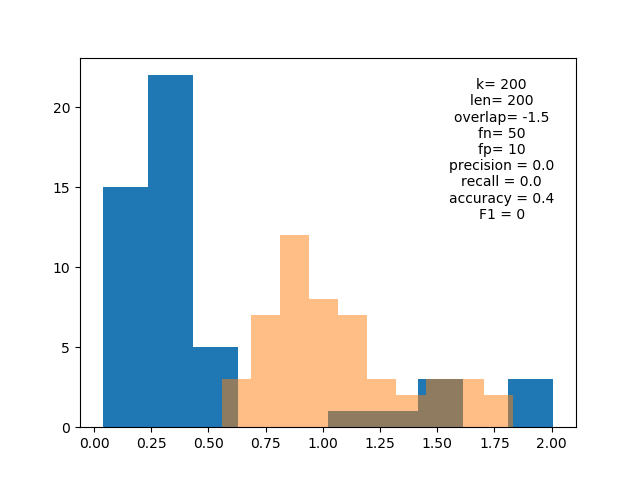 k= 200
len= 200
overlap= -1.5
fn= 50
fp= 10
precision = 0.0
recall = 0.0
accuracy = 0.4
F1 = 0
20
15
10
5
0
0.00 0.25 0.50 0.75 1.00 1.25 1.50 1.75 2.00